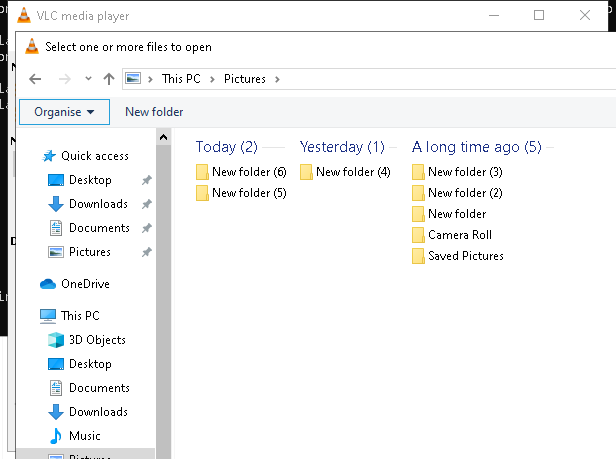 VLC media player
Select one or more files to open
This PC > Pictures >
Organise New folder
Today (2)
New folder (6)
New folder (5)
Yesterday (1)
New folder (4)
A long time ago (5)
New folder (3)
New folder (2)
New folder
Camera Roll
Saved Pictures
Quick access
Desktop
Downloads
Documents
Pictures
OneDrive
This PC
3D Objects
Desktop
Documents
Downloads
Music
Pictures